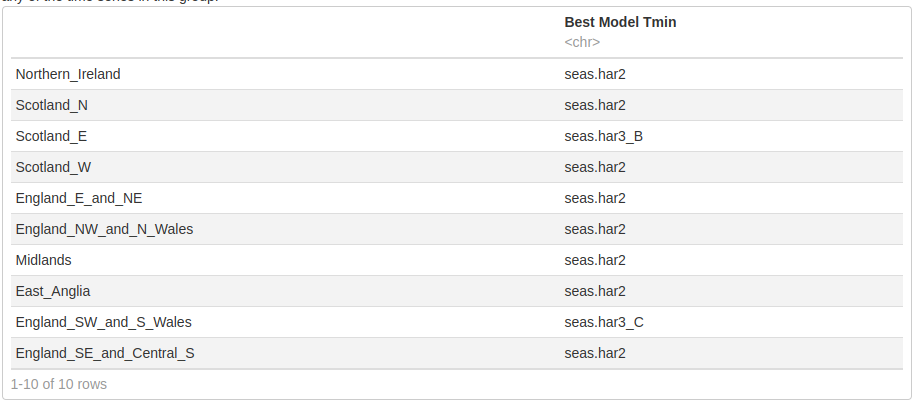 any of the time series in this group.
Best Model Tmin
<chr>
Northern_Ireland seas.har2
Scotland_N seas.har2
Scotland_E seas.har3_B
Scotland_W seas.har2
England_E_and_NE seas.har2
England_NW_and_N_Wales seas.har2
Midlands seas.har2
East_Anglia seas.har2
England_SW_and_S_Wales seas.har3_C
England_SE_and_Central_S seas.har2
1-10 of 10 rows